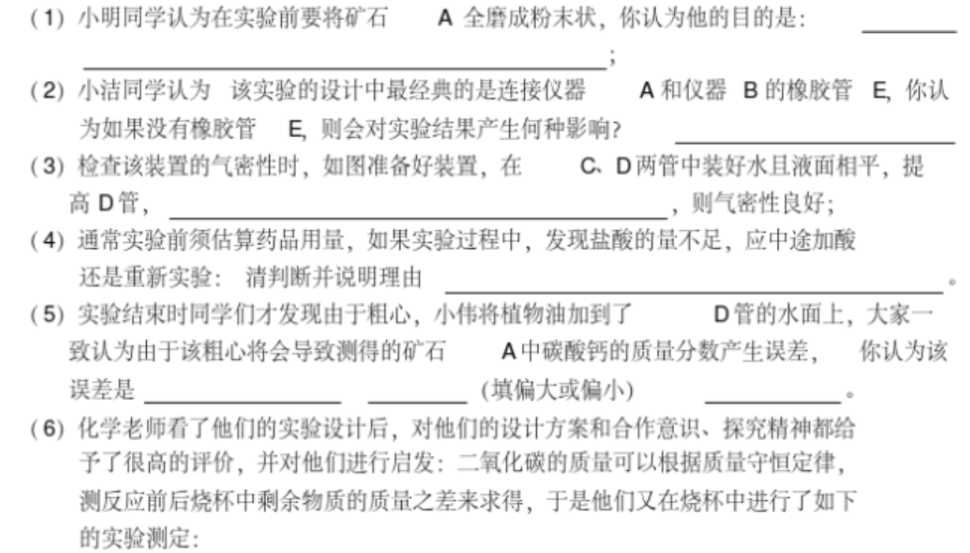 (1) 小明同学认为在实验前要将矿石 A 全磨成粉末状，你认为他的目的是：
；
(2) 小洁同学认为 该实验的设计中最经典的是连接仪器 A 和仪器 B 的橡胶管 E，你认
为如果没有橡胶管 E，则会对实验结果产生何种影响?
(3) 检查该装置的气密性时，如图准备好装置，在 C、D 两管中装好水且液面相平，提
高 D 管， ，则气密性良好；
(4) 通常实验前须估算药品用量，如果实验过程中，发现盐酸的量不足，应中途加酸
还是重新实验： 清判断并说明理由 。
(5) 实验结束时同学们才发现由于粗心，小伟将植物油加到了 D 管的水面上，大家一
致认为由于该粗心将会导致测得的矿石 A 中碳酸钙的质量分数产生误差， 你认为该
误差是 (填偏大或偏小) 。
(6) 化学老师看了他们的实验设计后，对他们的设计方案和合作意识、探究精神都给
予了很高的评价，并对他们进行启发：二氧化碳的质量可以根据质量守恒定律，
测反应前后烧杯中剩余物质的质量之差来求得，于是他们又在烧杯中进行了如下
的实验测定：